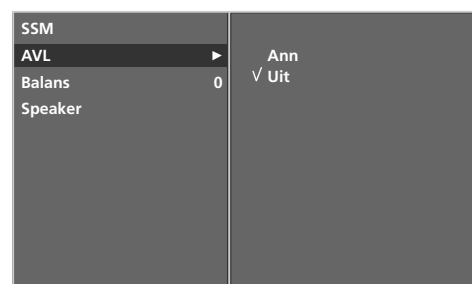 SSM
AVL ►
Balans 0
Speaker
Ann
√ Uit